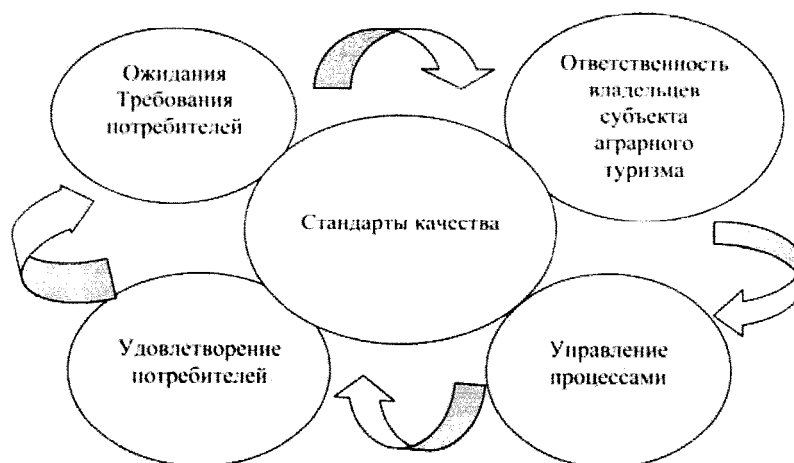 Ожидания
Требования
потребителей
Ответственность
владельцев
субъекта
аграрного
туризма
Стандарты качества
Удовлетворение
потребителей
Управление
процессами